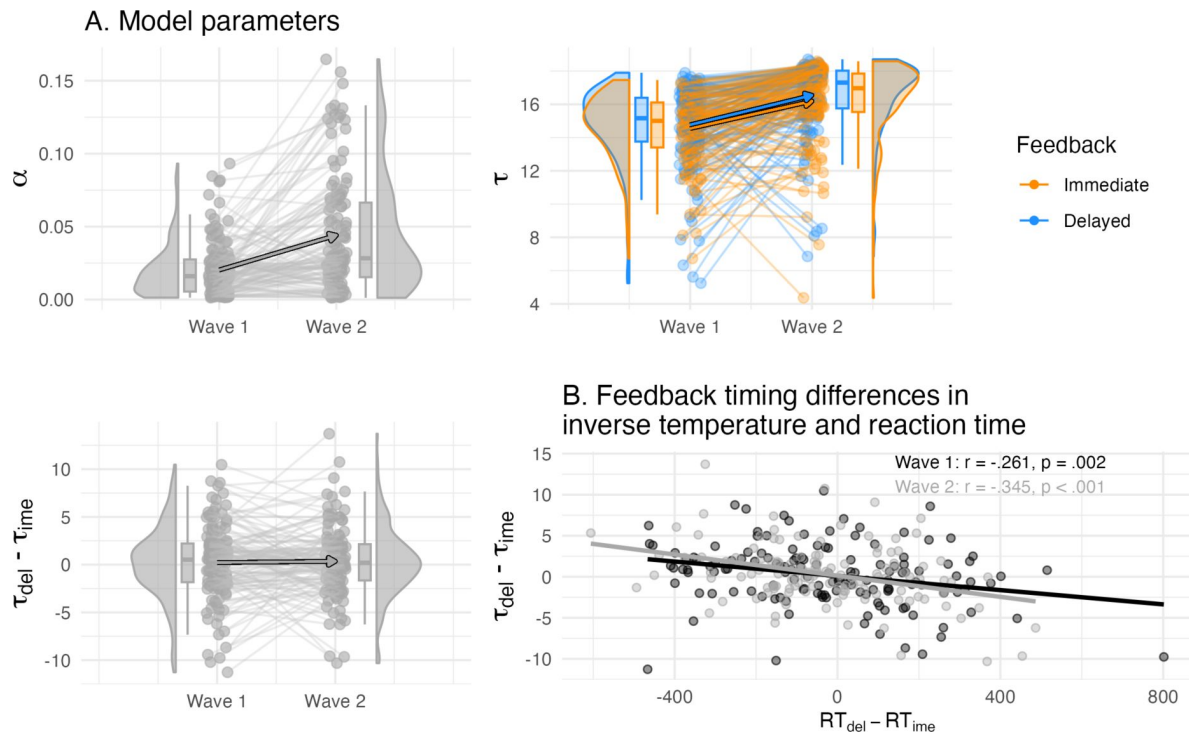 A. Model parameters
α
0.15
0.10
0.05
0.00
Wave 1
Wave 2
τ
16
12
8
4
Wave 1
Wave 2
Feedback
Immediate
Delayed
τdel - τime
10
5
0
-5
-10
Wave 1
Wave 2
B. Feedback timing differences in
inverse temperature and reaction time
Wave 1: r = -.261, p = .002
Wave 2: r = -.345, p < .001
τdel - τime
15
10
5
0
-5
-10
-400
0
400
800
RTdel – RTime